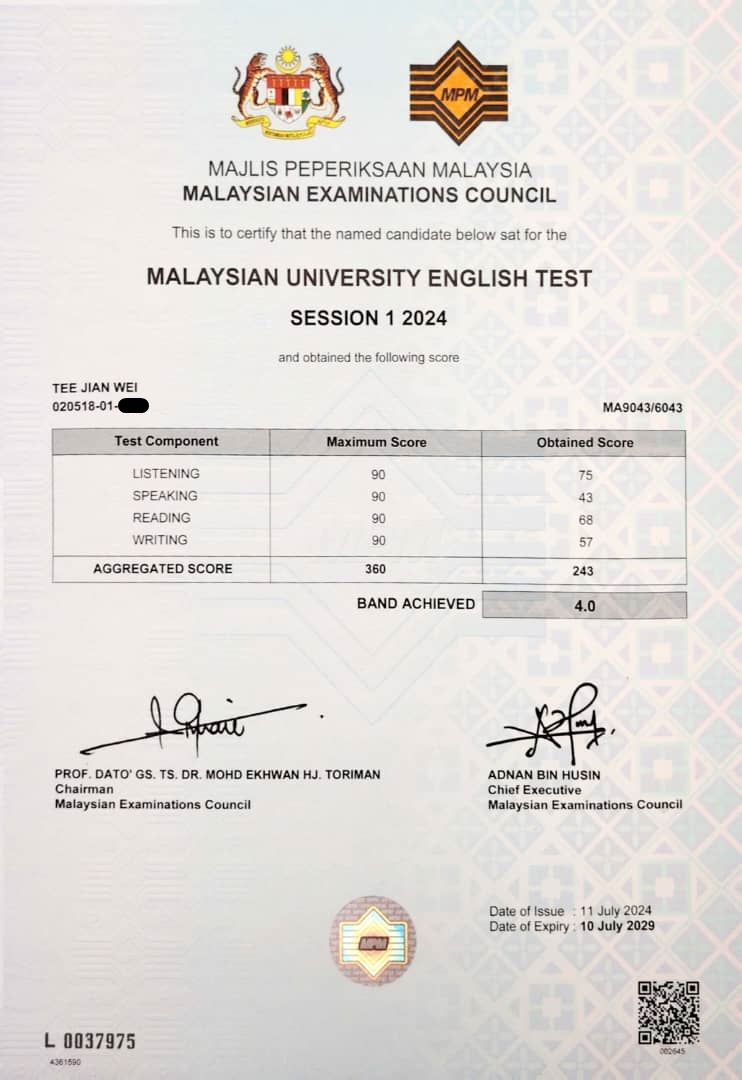 MPM
MAJLIS PEPERIKSAAN MALAYSIA
MALAYSIAN EXAMINATIONS COUNCIL
This is to certify that the named candidate below sat for the
MALAYSIAN UNIVERSITY ENGLISH TEST
SESSION 1 2024
and obtained the following score
TEE JIAN WEI
020518-01-
MA9043/6043
Test Component Maximum Score Obtained Score
LISTENING 90 75
SPEAKING 90 43
READING 90 68
WRITING 90 57
AGGREGATED SCORE 360 243
BAND ACHIEVED 4.0
PROF. DATO' GS. TS. DR. MOHD EKHWAN HJ. TORIMAN
Chairman
Malaysian Examinations Council
ADNAN BIN HUSIN
Chief Executive
Malaysian Examinations Council
MPM
Date of Issue : 11 July 2024
Date of Expiry : 10 July 2029
L 0037975
4361590
002645